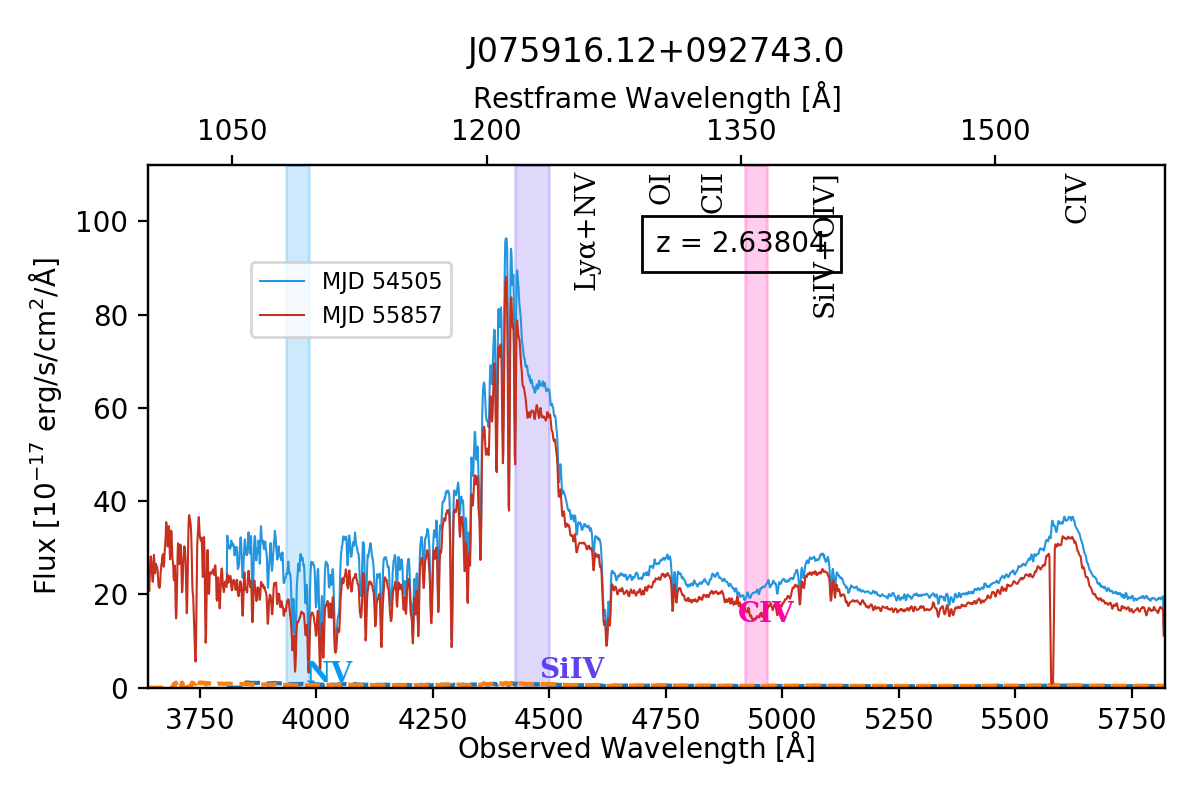 J075916.12+092743.0
Restframe Wavelength [Å]
1050 1200 1350 1500
Flux [10⁻¹⁷ erg/s/cm²/Å]
100
80
60
40
20
0
MJD 54505
MJD 55857
Lyα+NV
OI
CII
SiIV+OIV]
CIV
z = 2.63804
NV
SiIV
CIV
3750 4000 4250 4500 4750 5000 5250 5500 5750
Observed Wavelength [Å]